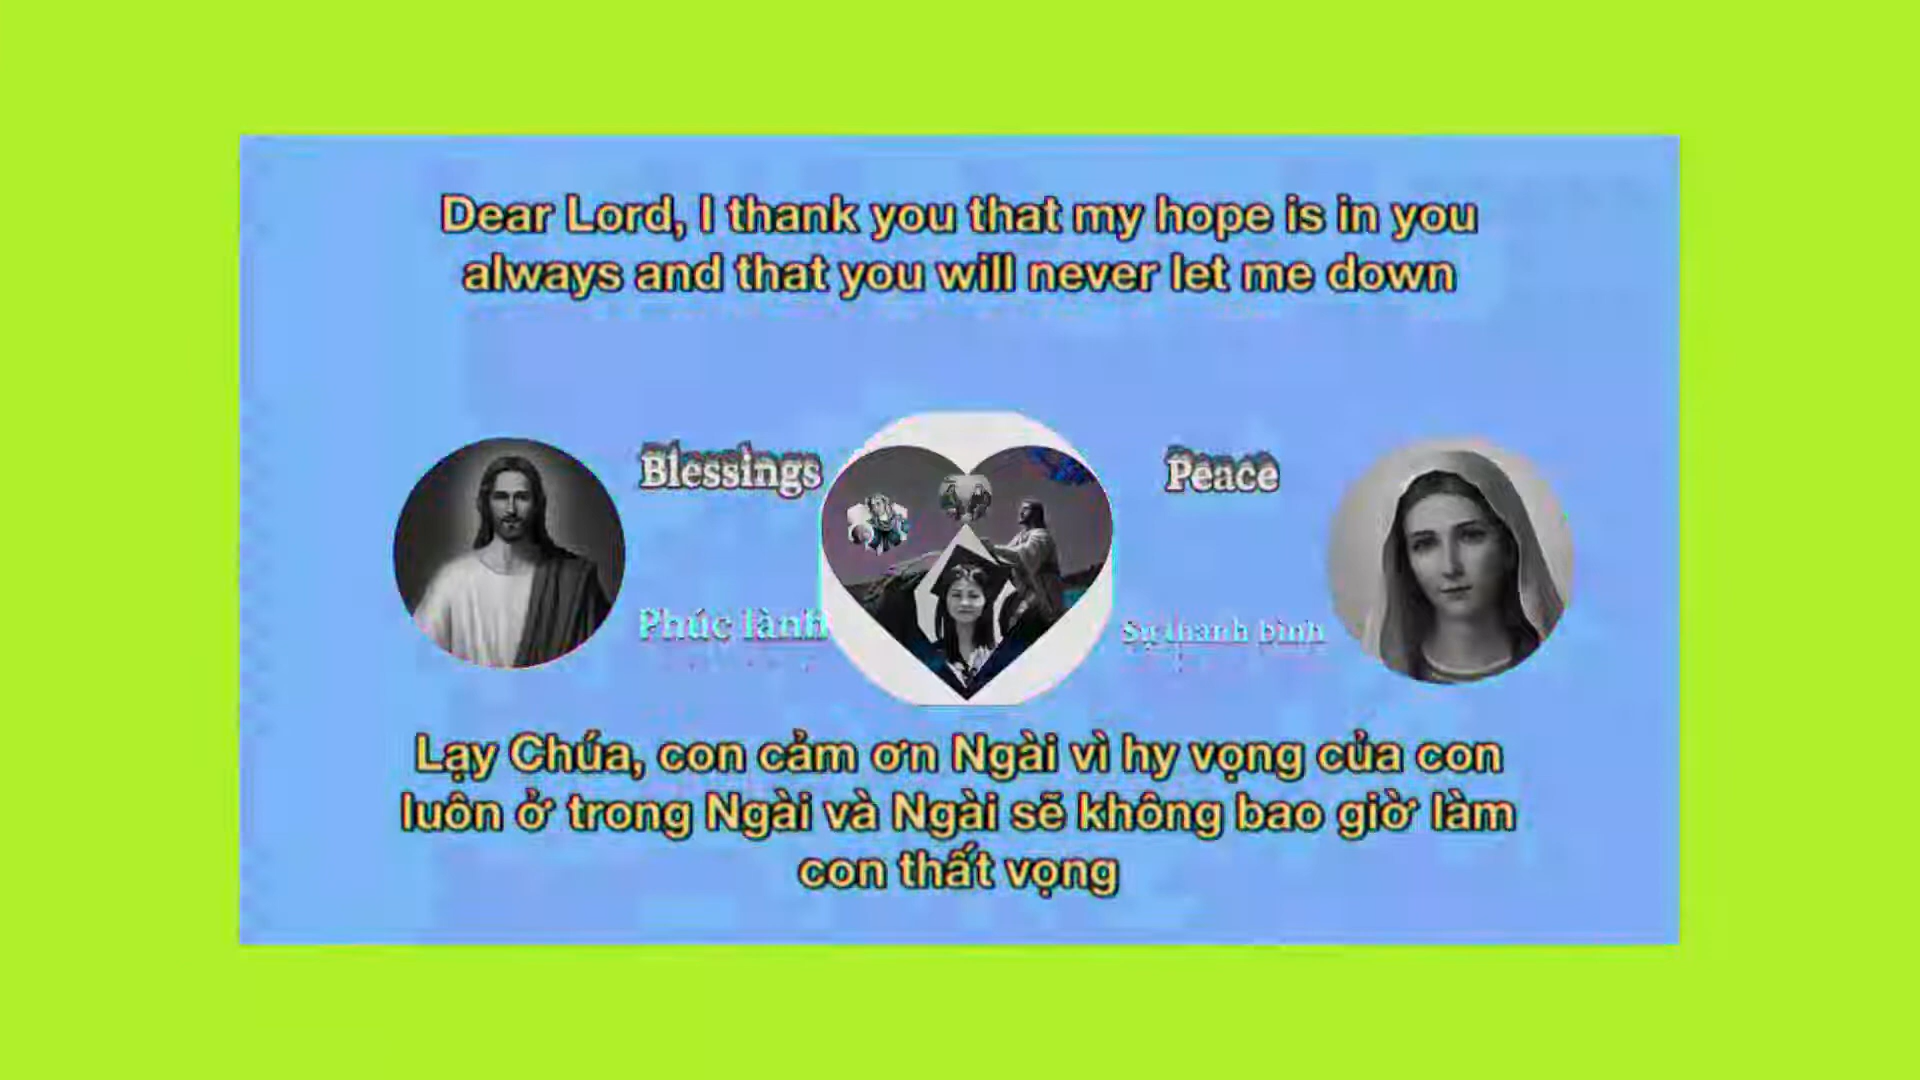 Dear Lord, I thank you that my hope is in you
always and that you will never let me down
Blessings
Peace
Phúc lành
Sự thanh bình
Lạy Chúa, con cảm ơn Ngài vì hy vọng của con
luôn ở trong Ngài và Ngài sẽ không bao giờ làm
con thất vọng